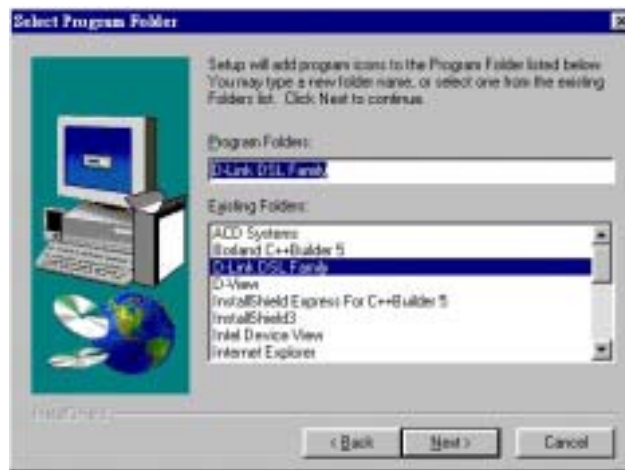 Select Program Folder
Setup will add program icons to the Program Folder listed below.
You may type a new folder name, or select one from the existing
Folders list. Click Next to continue.
Program Folders:
D-Link DSL Family
Existing Folders:
ACD Systems
Borland C++Builder 5
D-Link DSL Family
D-View
InstallShield Express For C++Builder 5
InstallShield3
Intel Device View
Internet Explorer
InstallShield
< Back
Next >
Cancel